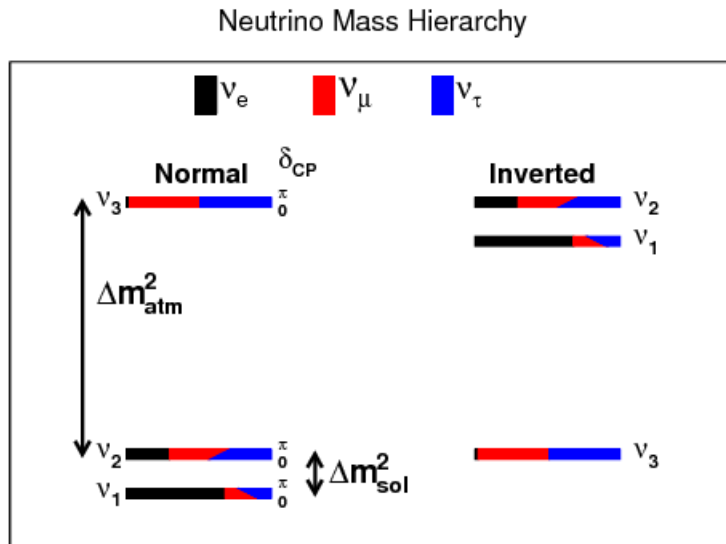 Neutrino Mass Hierarchy
νe νμ ντ
Normal δCP Inverted
ν3 π 0 ν2
ν1
Δm²atm
ν2 π 0 ν3
Δm²sol
ν1 π 0